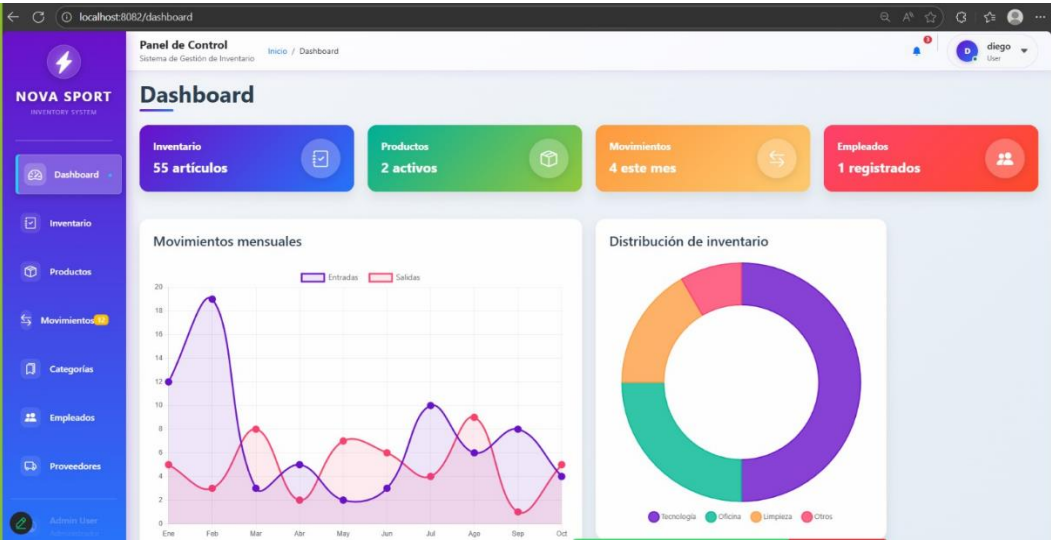 localhost:8082/dashboard
NOVA SPORT
INVENTORY SYSTEM
Dashboard
Inventario
Productos
Movimientos 12
Categorías
Empleados
Proveedores
Admin User
Panel de Control
Sistema de Gestión de Inventario
Inicio / Dashboard
3
D
diego
User
Dashboard
Inventario
55 artículos
Productos
2 activos
Movimientos
4 este mes
Empleados
1 registrados
Movimientos mensuales
Entradas Salidas
20
18
16
14
12
10
8
6
4
2
0
Ene Feb Mar Abr May Jun Jul Ago Sep Oct
Distribución de inventario
Tecnología Oficina Limpieza Otros